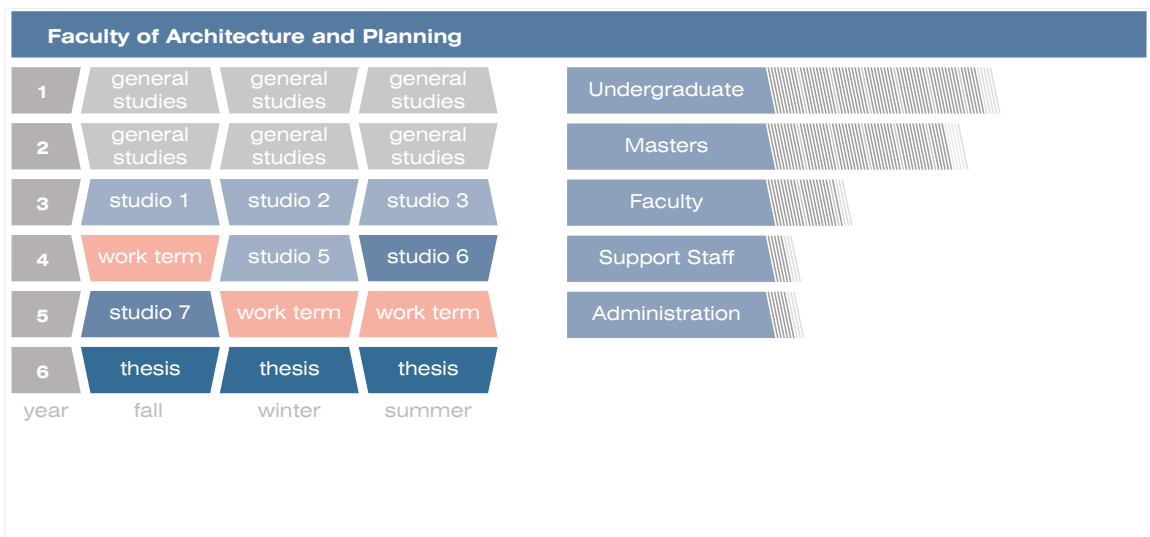 Faculty of Architecture and Planning
1
general
studies
general
studies
general
studies
2
general
studies
general
studies
general
studies
3
studio 1
studio 2
studio 3
4
work term
studio 5
studio 6
5
studio 7
work term
work term
6
thesis
thesis
thesis
year
fall
winter
summer
Undergraduate
Masters
Faculty
Support Staff
Administration